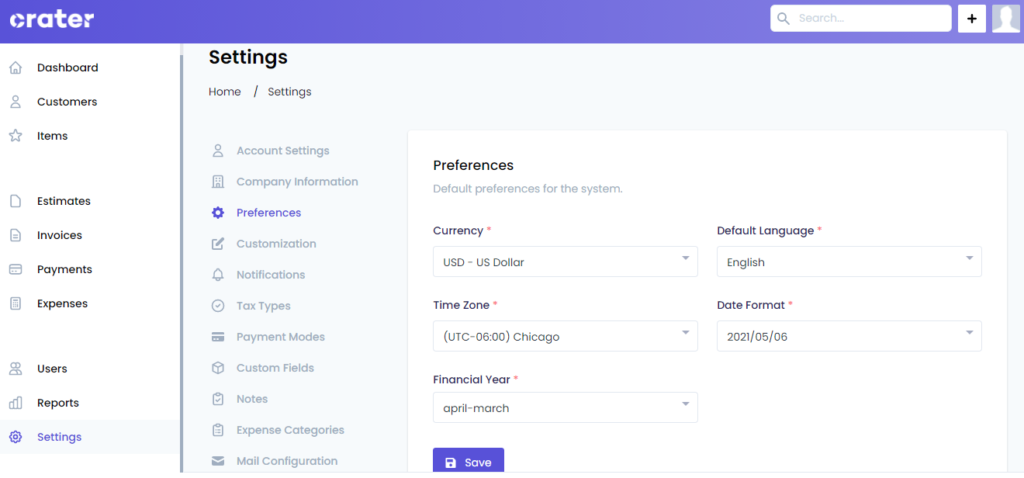 crater
Search...
+
Dashboard
Customers
Items
Estimates
Invoices
Payments
Expenses
Users
Reports
Settings
Settings
Home / Settings
Account Settings
Company Information
Preferences
Customization
Notifications
Tax Types
Payment Modes
Custom Fields
Notes
Expense Categories
Mail Configuration
Preferences
Default preferences for the system.
Currency *
USD - US Dollar
Default Language *
English
Time Zone *
(UTC-06:00) Chicago
Date Format *
2021/05/06
Financial Year *
april-march
Save